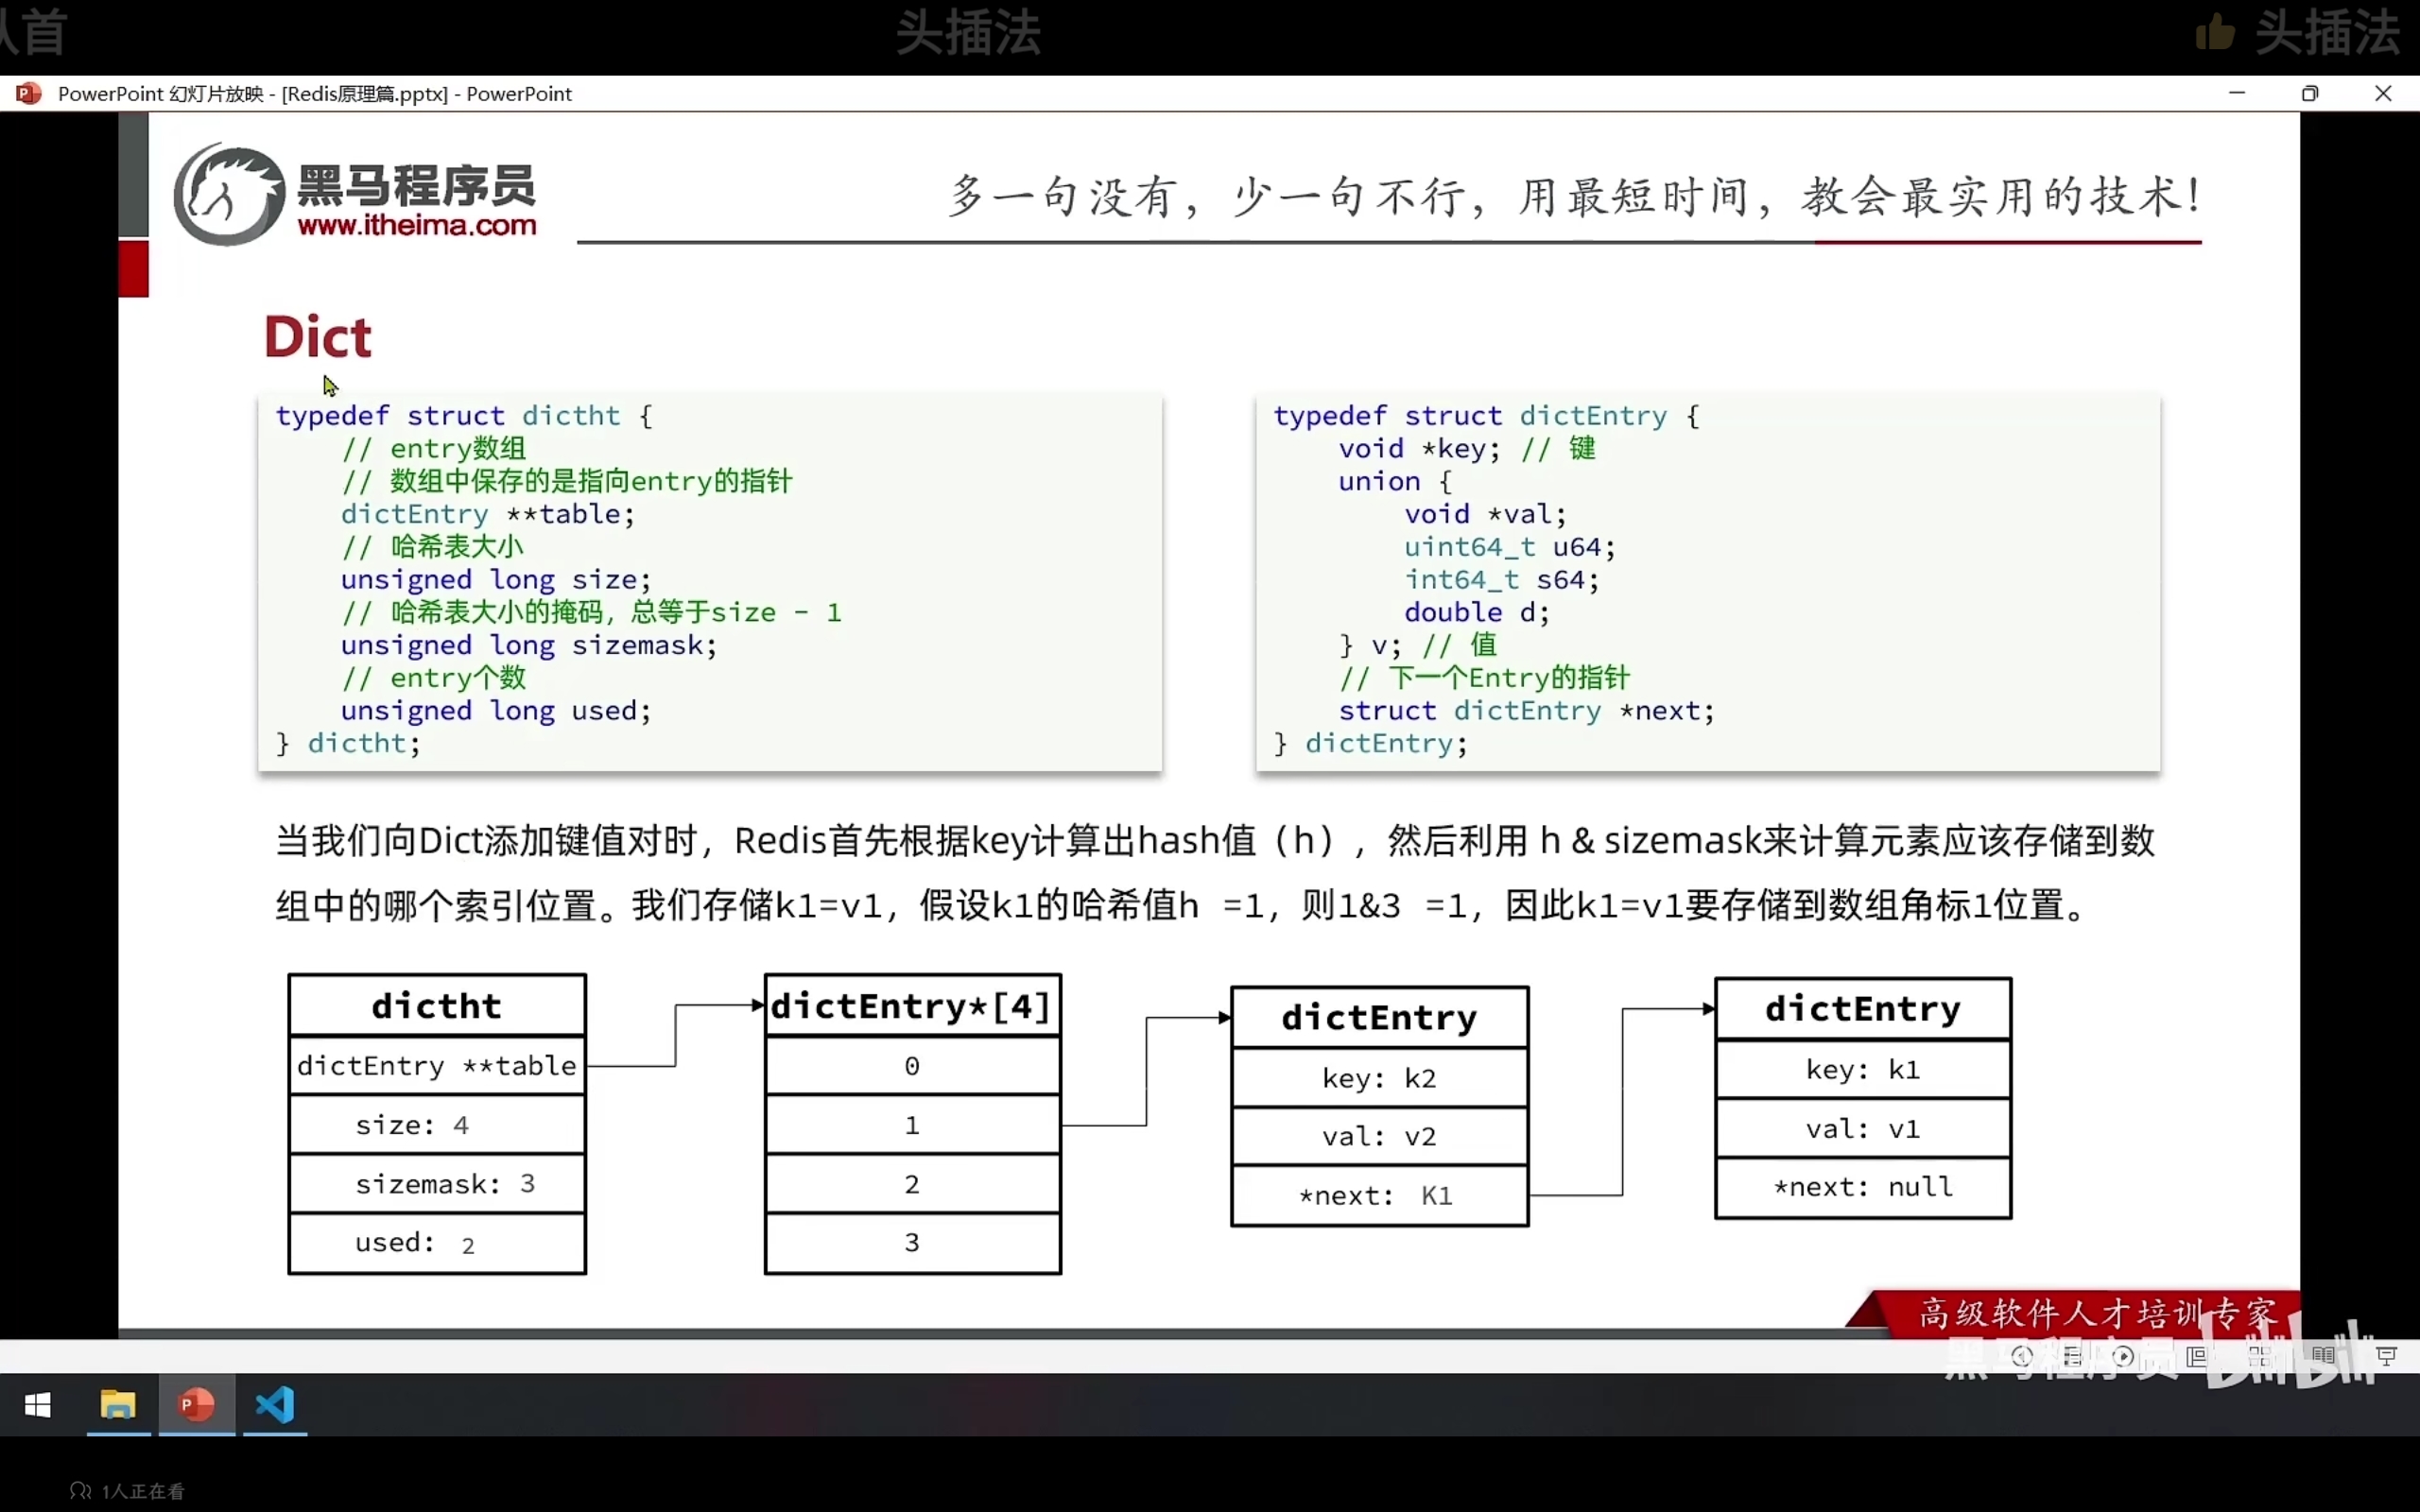 头插法
头插法
PowerPoint 幻灯片放映 - [Redis原理篇.pptx] - PowerPoint
黑马程序员
www.itheima.com
多一句没有，少一句不行，用最短时间，教会最实用的技术！
Dict
typedef struct dictht {
// entry数组
// 数组中保存的是指向entry的指针
dictEntry **table;
// 哈希表大小
unsigned long size;
// 哈希表大小的掩码，总等于size - 1
unsigned long sizemask;
// entry个数
unsigned long used;
} dictht;
typedef struct dictEntry {
void *key; // 键
union {
void *val;
uint64_t u64;
int64_t s64;
double d;
} v; // 值
// 下一个Entry的指针
struct dictEntry *next;
} dictEntry;
当我们向Dict添加键值对时，Redis首先根据key计算出hash值（h），然后利用 h & sizemask来计算元素应该存储到数
组中的哪个索引位置。我们存储k1=v1，假设k1的哈希值h =1，则1&3 =1，因此k1=v1要存储到数组角标1位置。
dictht
dictEntry **table
size: 4
sizemask: 3
used: 2
dictEntry*[4]
0
1
2
3
dictEntry
key: k2
val: v2
*next: K1
dictEntry
key: k1
val: v1
*next: null
高级软件人才培训专家
黑马程序员 bilibili
1人正在看